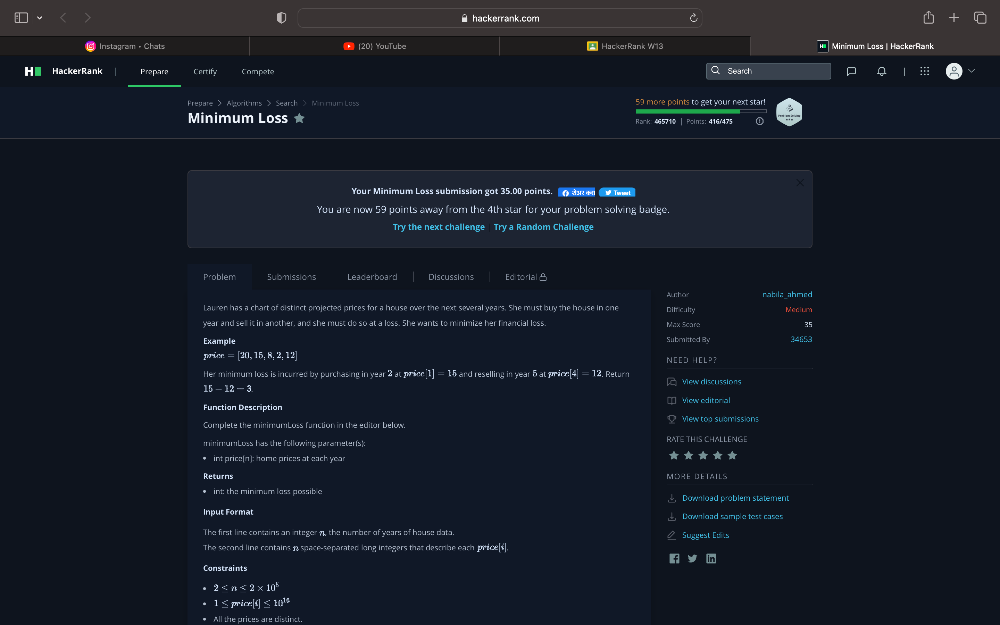 hackerrank.com
Instagram • Chats
(20) YouTube
HackerRank W13
Minimum Loss | HackerRank
HackerRank | Prepare Certify Compete
Search
Prepare > Algorithms > Search > Minimum Loss
Minimum Loss
59 more points to get your next star!
Rank: 465710 | Points: 416/475
Problem Solving
Your Minimum Loss submission got 35.00 points.
शेअर करा
Tweet
You are now 59 points away from the 4th star for your problem solving badge.
Try the next challenge | Try a Random Challenge
Problem
Submissions
Leaderboard
Discussions
Editorial
Lauren has a chart of distinct projected prices for a house over the next several years. She must buy the house in one
year and sell it in another, and she must do so at a loss. She wants to minimize her financial loss.
Example
price = [20, 15, 8, 2, 12]
Her minimum loss is incurred by purchasing in year 2 at price[1] = 15 and reselling in year 5 at price[4] = 12. Return
15 − 12 = 3.
Function Description
Complete the minimumLoss function in the editor below.
minimumLoss has the following parameter(s):
• int price[n]: home prices at each year
Returns
• int: the minimum loss possible
Input Format
The first line contains an integer n, the number of years of house data.
The second line contains n space-separated long integers that describe each price[i].
Constraints
• 2 ≤ n ≤ 2 × 10⁵
• 1 ≤ price[i] ≤ 10¹⁶
• All the prices are distinct.
Author nabila_ahmed
Difficulty Medium
Max Score 35
Submitted By 34653
NEED HELP?
View discussions
View editorial
View top submissions
RATE THIS CHALLENGE
MORE DETAILS
Download problem statement
Download sample test cases
Suggest Edits